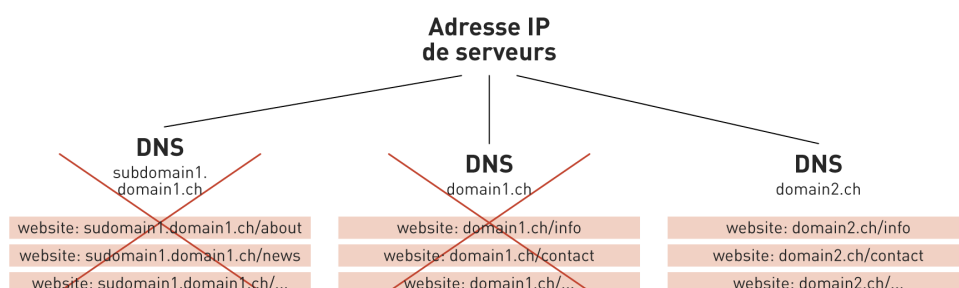 Adresse IP
de serveurs
DNS
subdomain1.
domain1.ch
website: sudomain1.domain1.ch/about
website: sudomain1.domain1.ch/news
website: sudomain1.domain1.ch/...
DNS
domain1.ch
website: domain1.ch/info
website: domain1.ch/contact
website: domain1.ch/...
DNS
domain2.ch
website: domain2.ch/info
website: domain2.ch/contact
website: domain2.ch/...